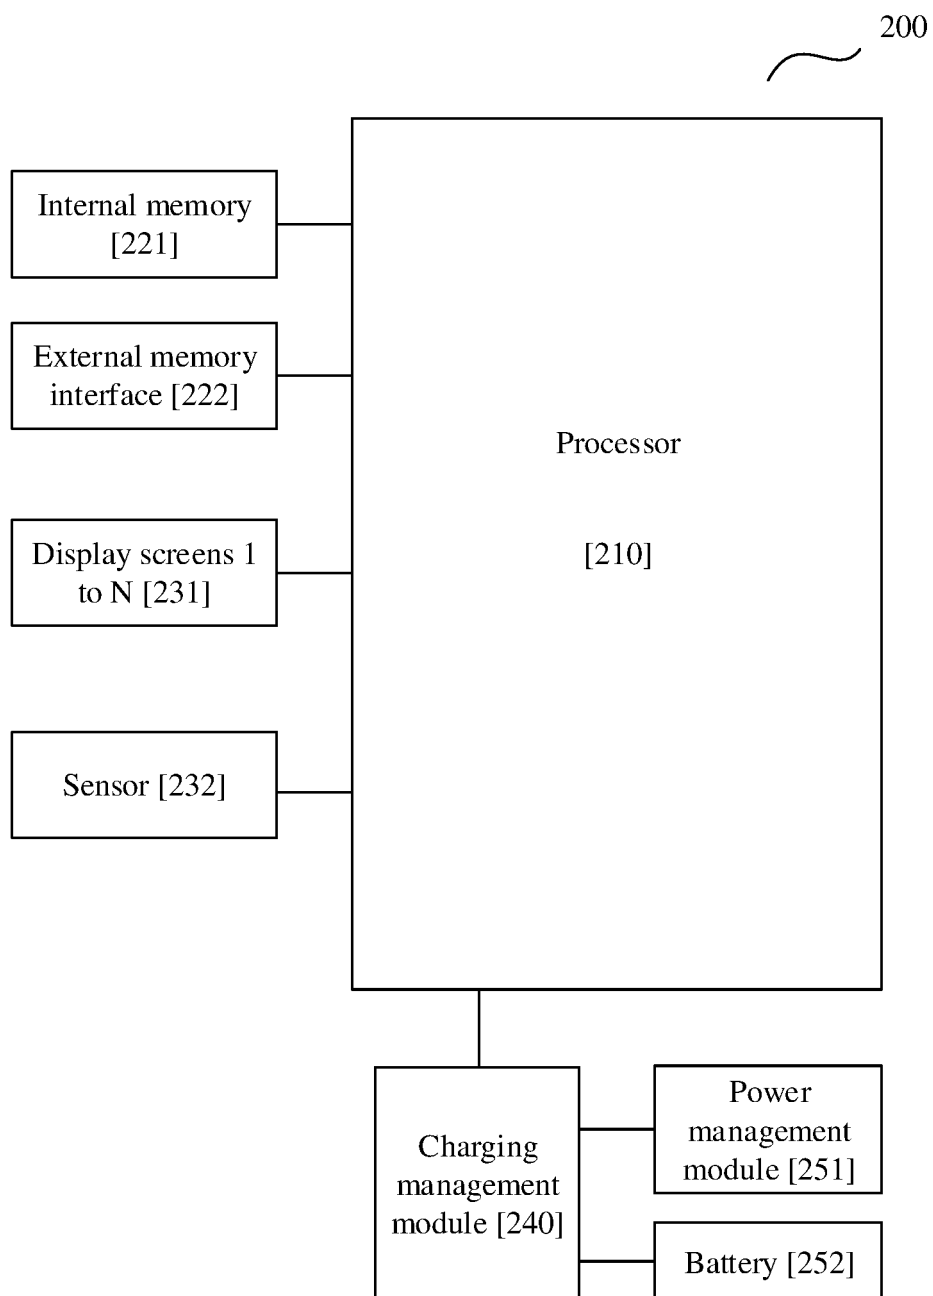 200
Internal memory
[221]
External memory
interface [222]
Processor
[210]
Display screens 1
to N [231]
Sensor [232]
Charging
management
module [240]
Power
management
module [251]
Battery [252]